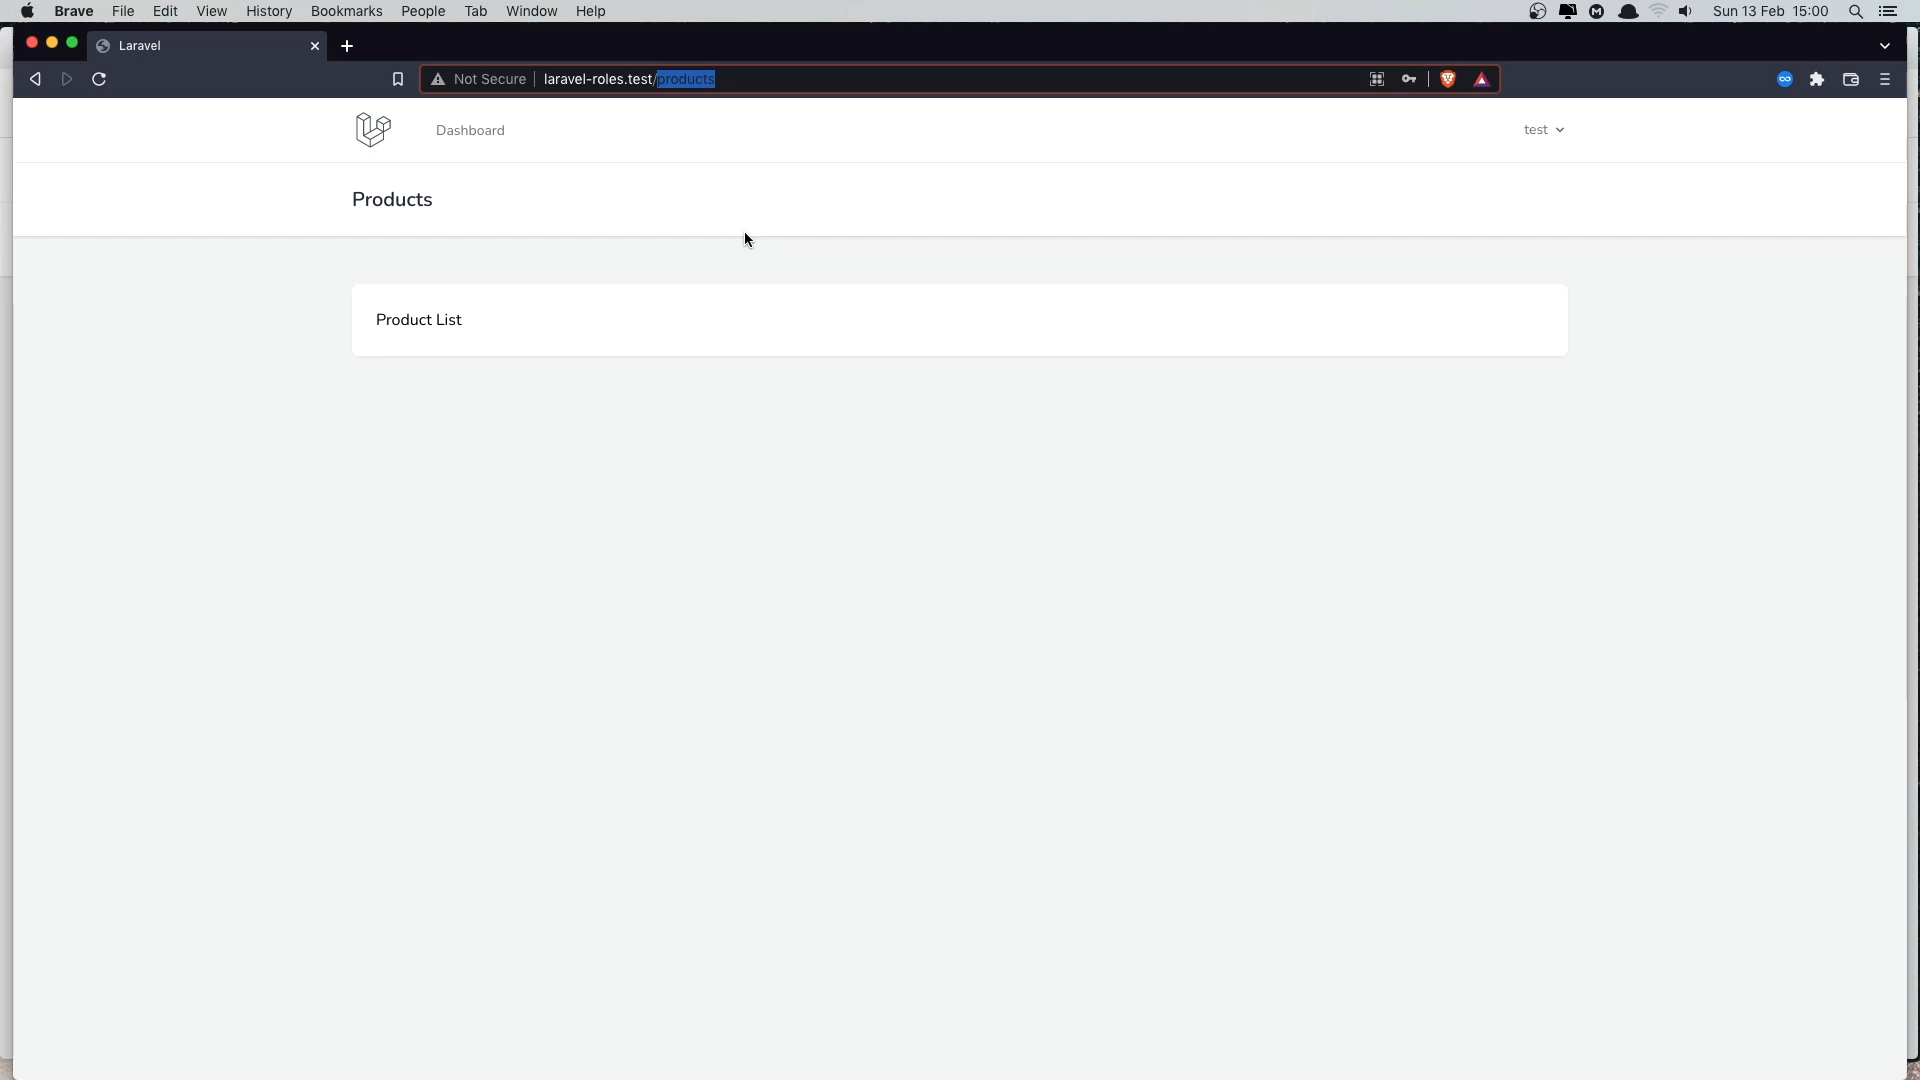 Brave File Edit View History Bookmarks People Tab Window Help Sun 13 Feb 15:00
Laravel
Not Secure laravel-roles.test/products
Dashboard test
Products
Product List